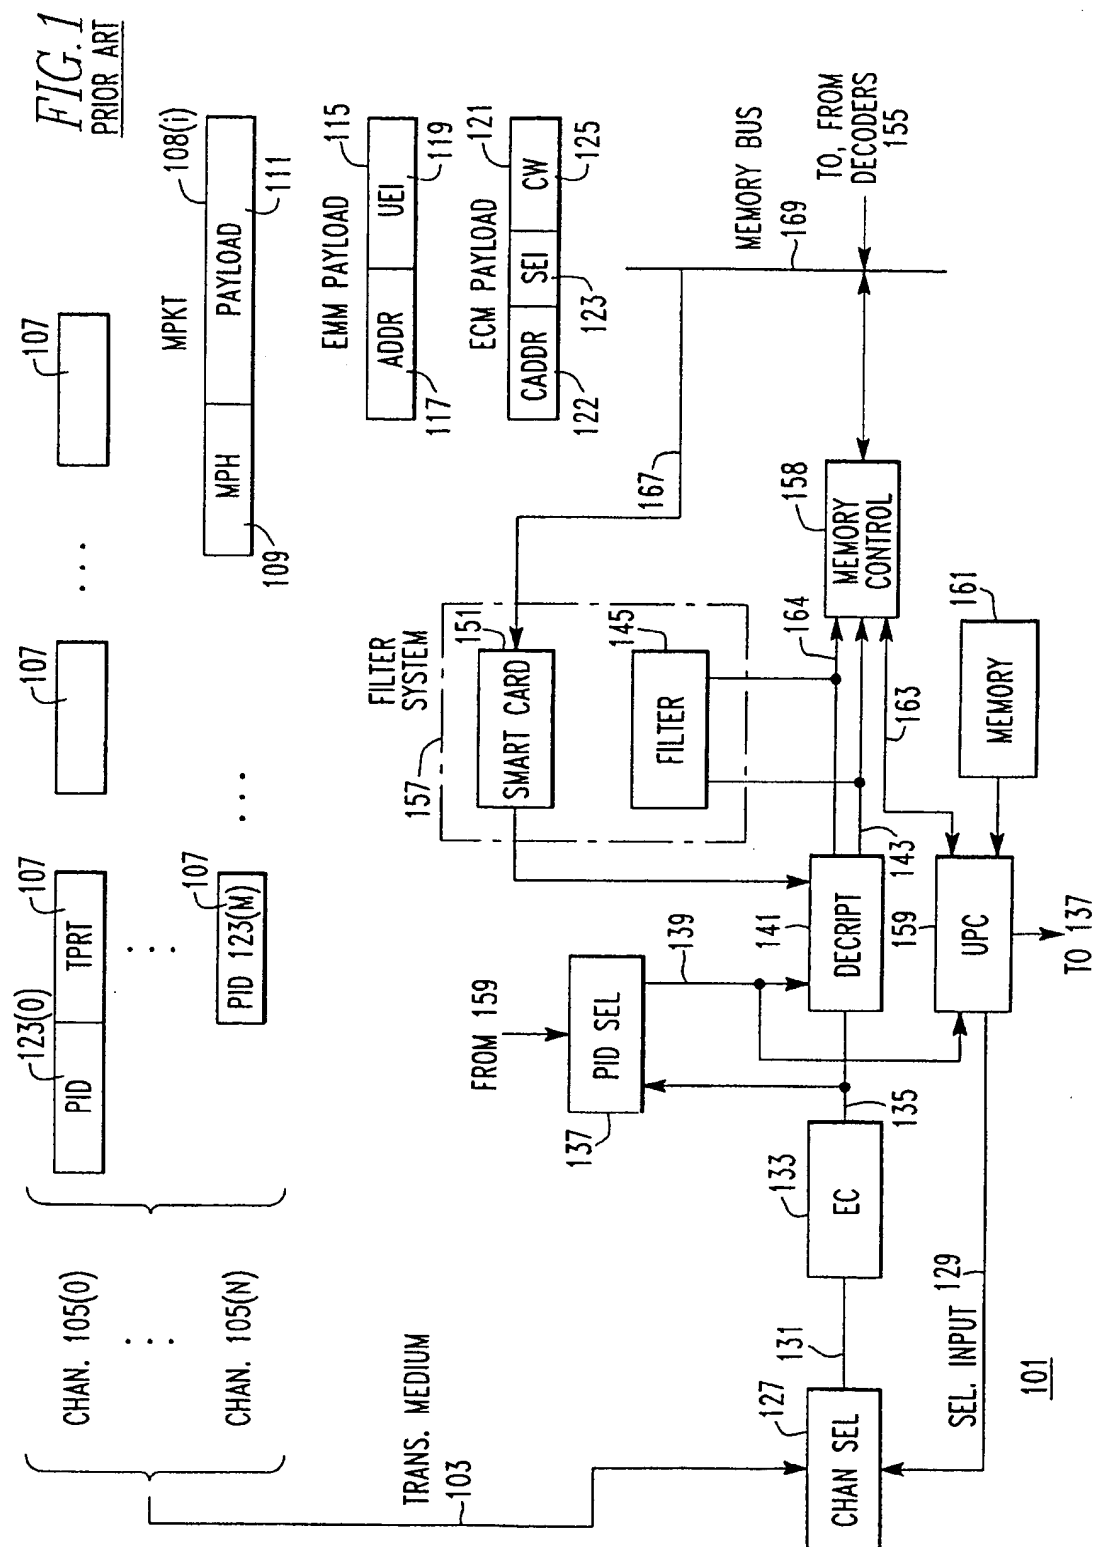 FIG. 1
PRIOR ART
CHAN. 105(0)
. . .
CHAN. 105(N)
123(0)
PID
TPRT
107
. . .
107
PID 123(M)
. . .
107
. . .
107
MPKT
108(i)
MPH
PAYLOAD
109
111
EMM PAYLOAD
115
ADDR
UEI
117
119
ECM PAYLOAD
121
CADDR
SEI
CW
122
123
125
TRANS. MEDIUM
103
FROM 159
PID SEL
137
139
FILTER
SYSTEM
157
151
SMART CARD
145
FILTER
167
MEMORY BUS
169
TO, FROM
DECODERS
155
127
CHAN SEL
131
133
EC
135
141
DECRIPT
143
164
158
MEMORY
CONTROL
163
159
UPC
161
MEMORY
SEL. INPUT 129
TO 137
101